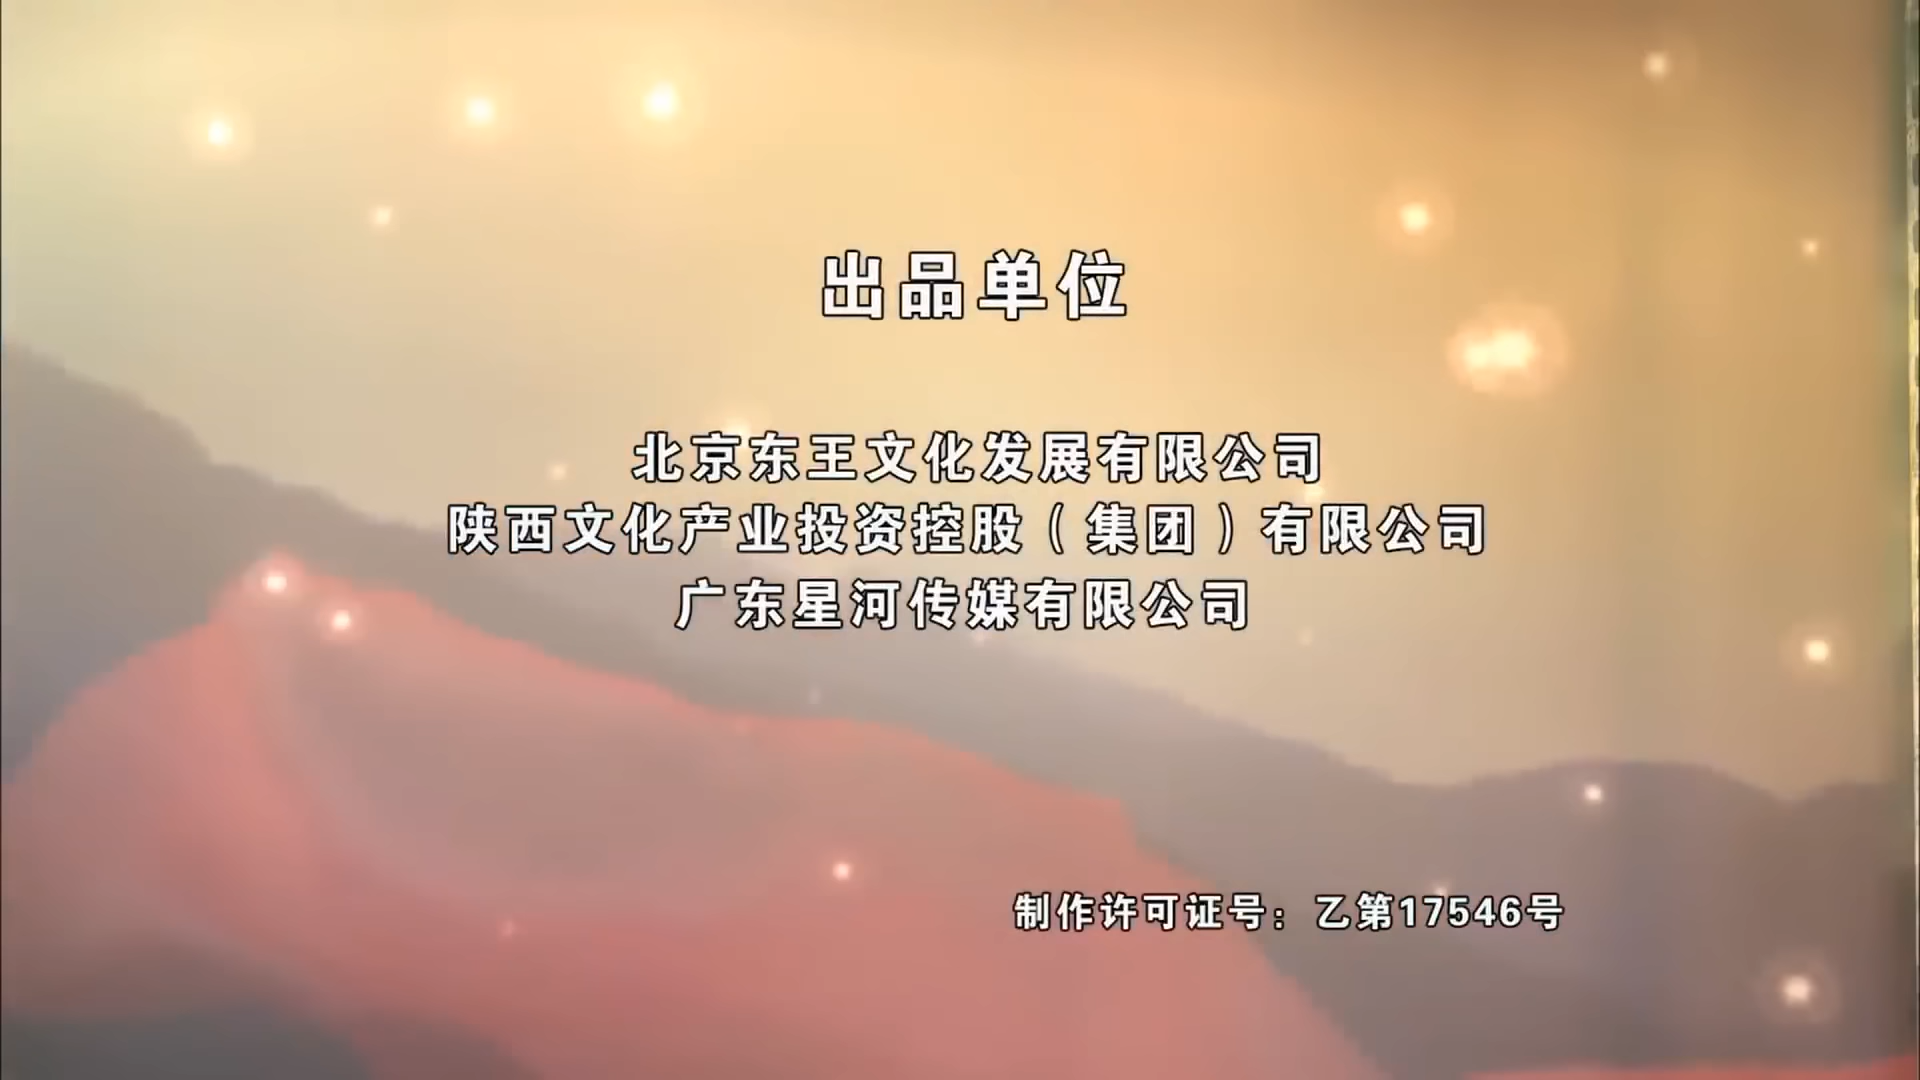 出品单位
北京东王文化发展有限公司
陕西文化产业投资控股（集团）有限公司
广东星河传媒有限公司
制作许可证号：乙第17546号